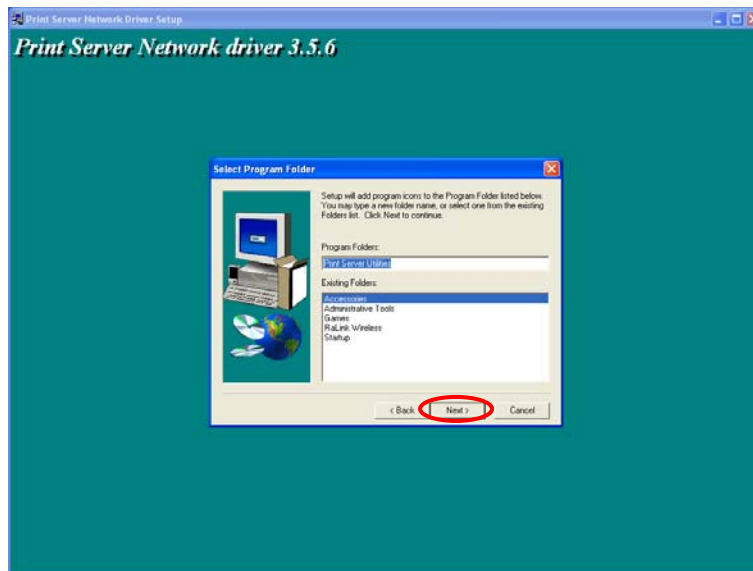 Print Server Network Driver Setup
Print Server Network driver 3.5.6
Select Program Folder
Setup will add program icons to the Program Folder listed below.
You may type a new folder name, or select one from the existing
Folders list. Click Next to continue.
Program Folders:
Print Server Utilities
Existing Folders:
Accessories
Administrative Tools
Games
RaLink Wireless
Startup
< Back
Next >
Cancel